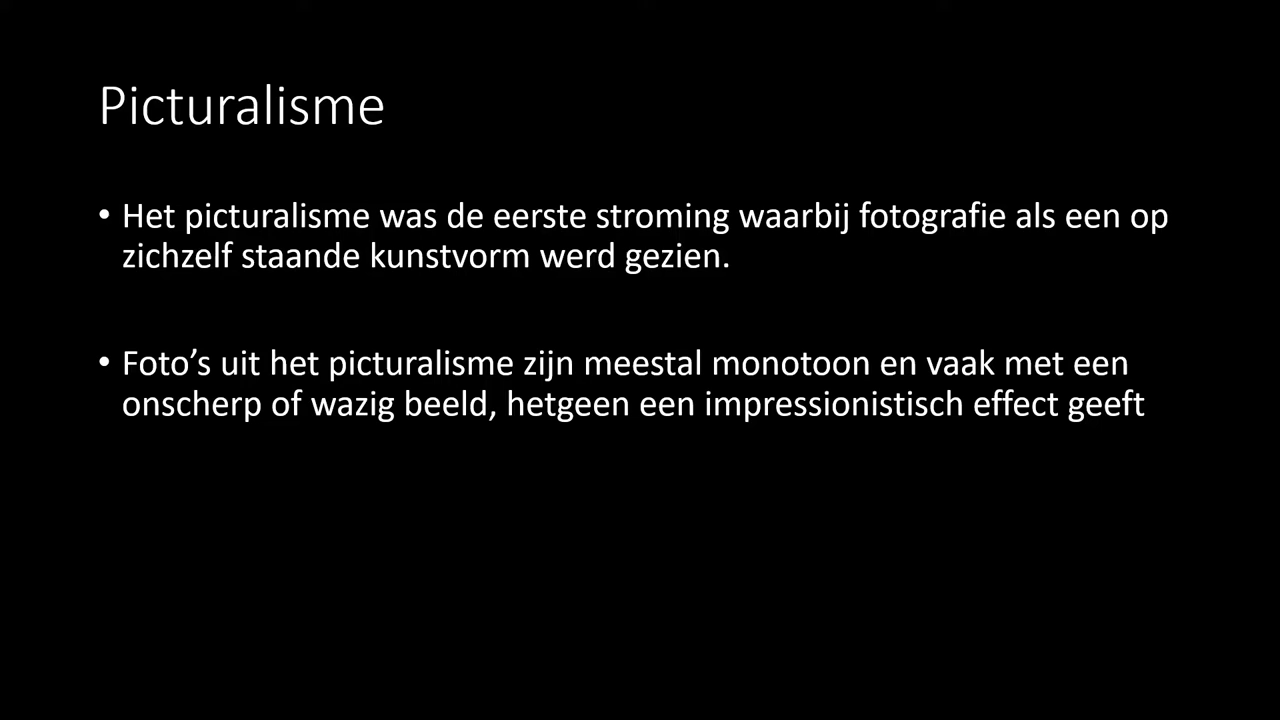 Picturalisme
• Het picturalisme was de eerste stroming waarbij fotografie als een op
zichzelf staande kunstvorm werd gezien.
• Foto’s uit het picturalisme zijn meestal monotoon en vaak met een
onscherp of wazig beeld, hetgeen een impressionistisch effect geeft